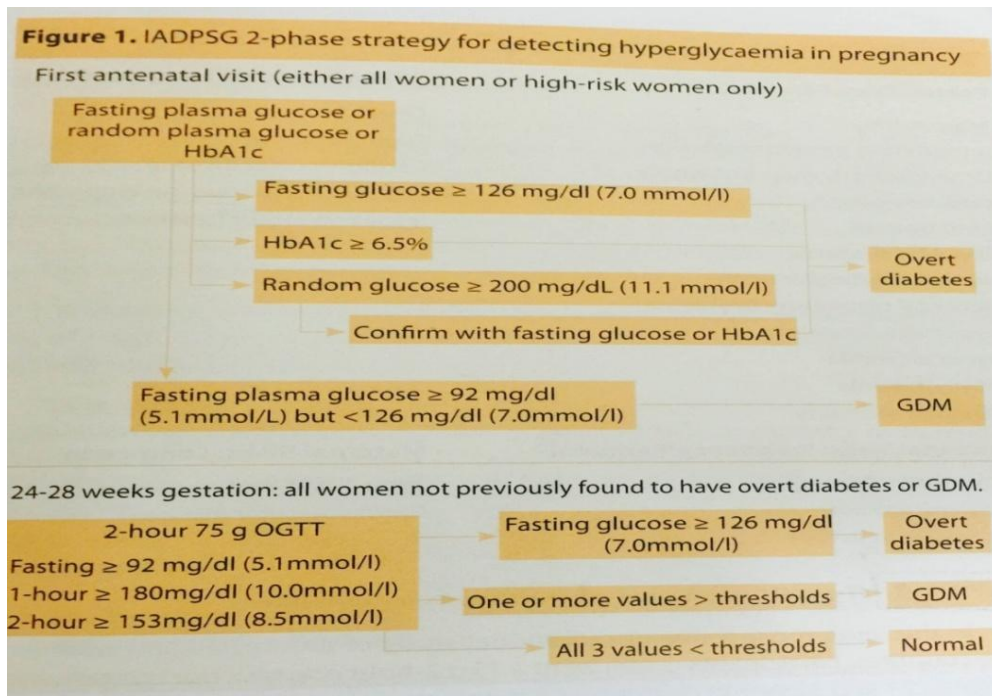 Figure 1. IADPSG 2-phase strategy for detecting hyperglycaemia in pregnancy
First antenatal visit (either all women or high-risk women only)
Fasting plasma glucose or
random plasma glucose or
HbA1c
Fasting glucose ≥ 126 mg/dl (7.0 mmol/l)
HbA1c ≥ 6.5%
Overt
diabetes
Random glucose ≥ 200 mg/dL (11.1 mmol/l)
Confirm with fasting glucose or HbA1c
Fasting plasma glucose ≥ 92 mg/dl
(5.1mmol/L) but <126 mg/dl (7.0mmol/l)
GDM
24-28 weeks gestation: all women not previously found to have overt diabetes or GDM.
2-hour 75 g OGTT
Fasting ≥ 92 mg/dl (5.1mmol/l)
1-hour ≥ 180mg/dl (10.0mmol/l)
2-hour ≥ 153mg/dl (8.5mmol/l)
Fasting glucose ≥ 126 mg/dl
(7.0mmol/l)
Overt
diabetes
One or more values > thresholds
GDM
All 3 values < thresholds
Normal